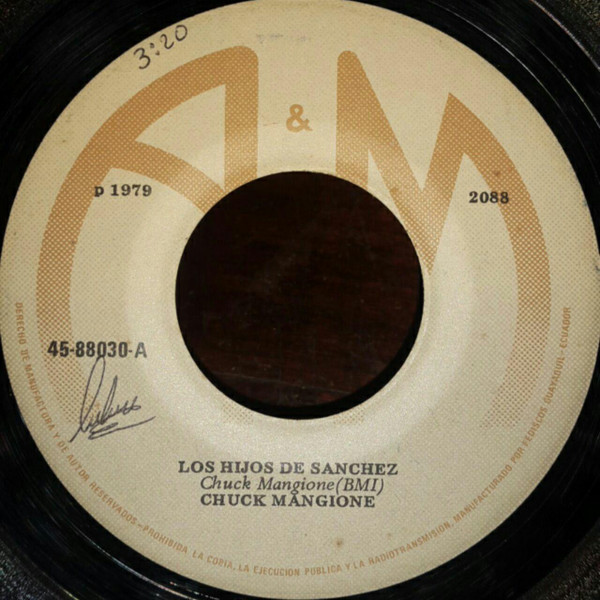 3:20
A & M
P 1979
2088
45-88030-A
LOS HIJOS DE SANCHEZ
Chuck Mangione (BMI)
CHUCK MANGIONE
DERECHO DE MANUFACTURA Y DE AUTOR RESERVADOS-PROHIBIDA LA COPIA, LA EJECUCION PUBLICA Y LA RADIOTRANSMISION, MANUFACTURADO POR FEDISCOS GUAYAQUIL-ECUADOR